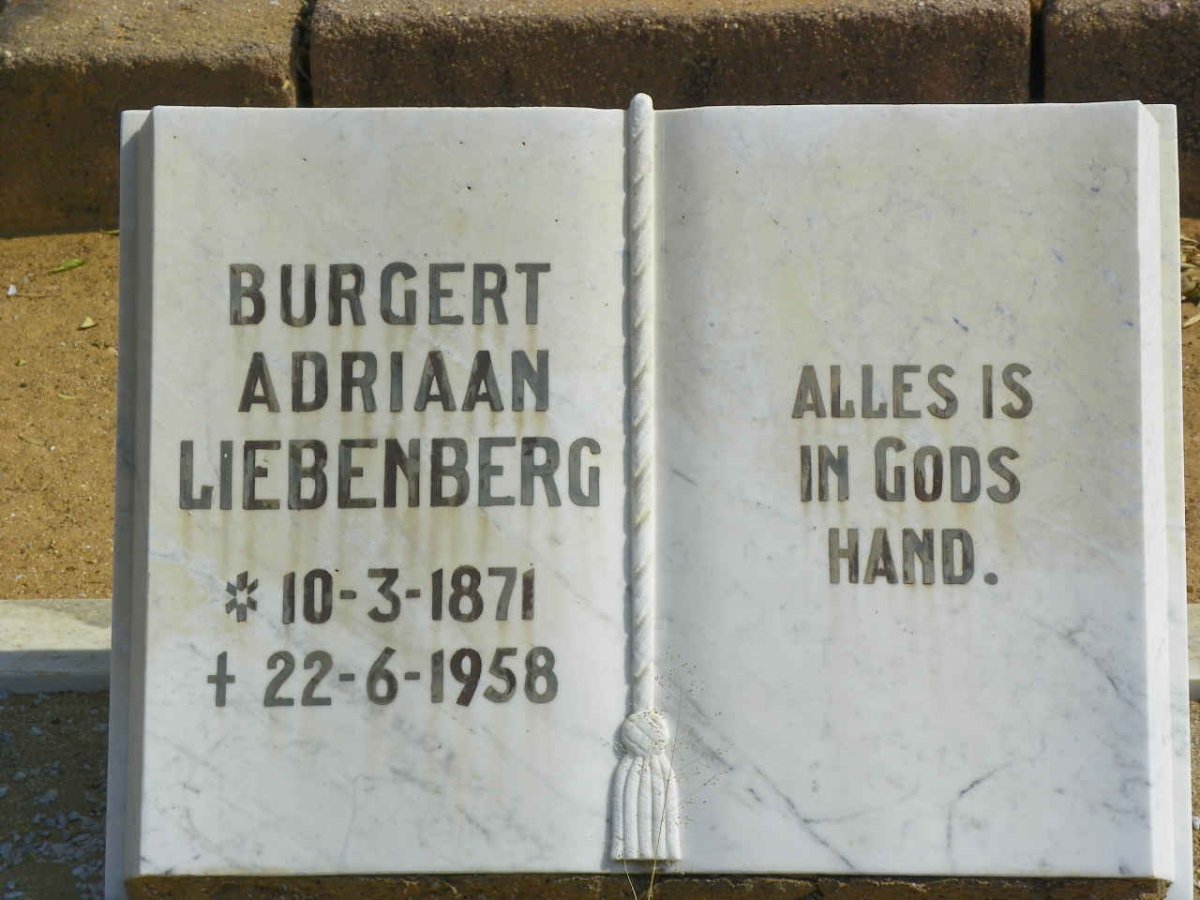 BURGERT
ADRIAAN
LIEBENBERG
* 10-3-1871
† 22-6-1958
ALLES IS
IN GODS
HAND.